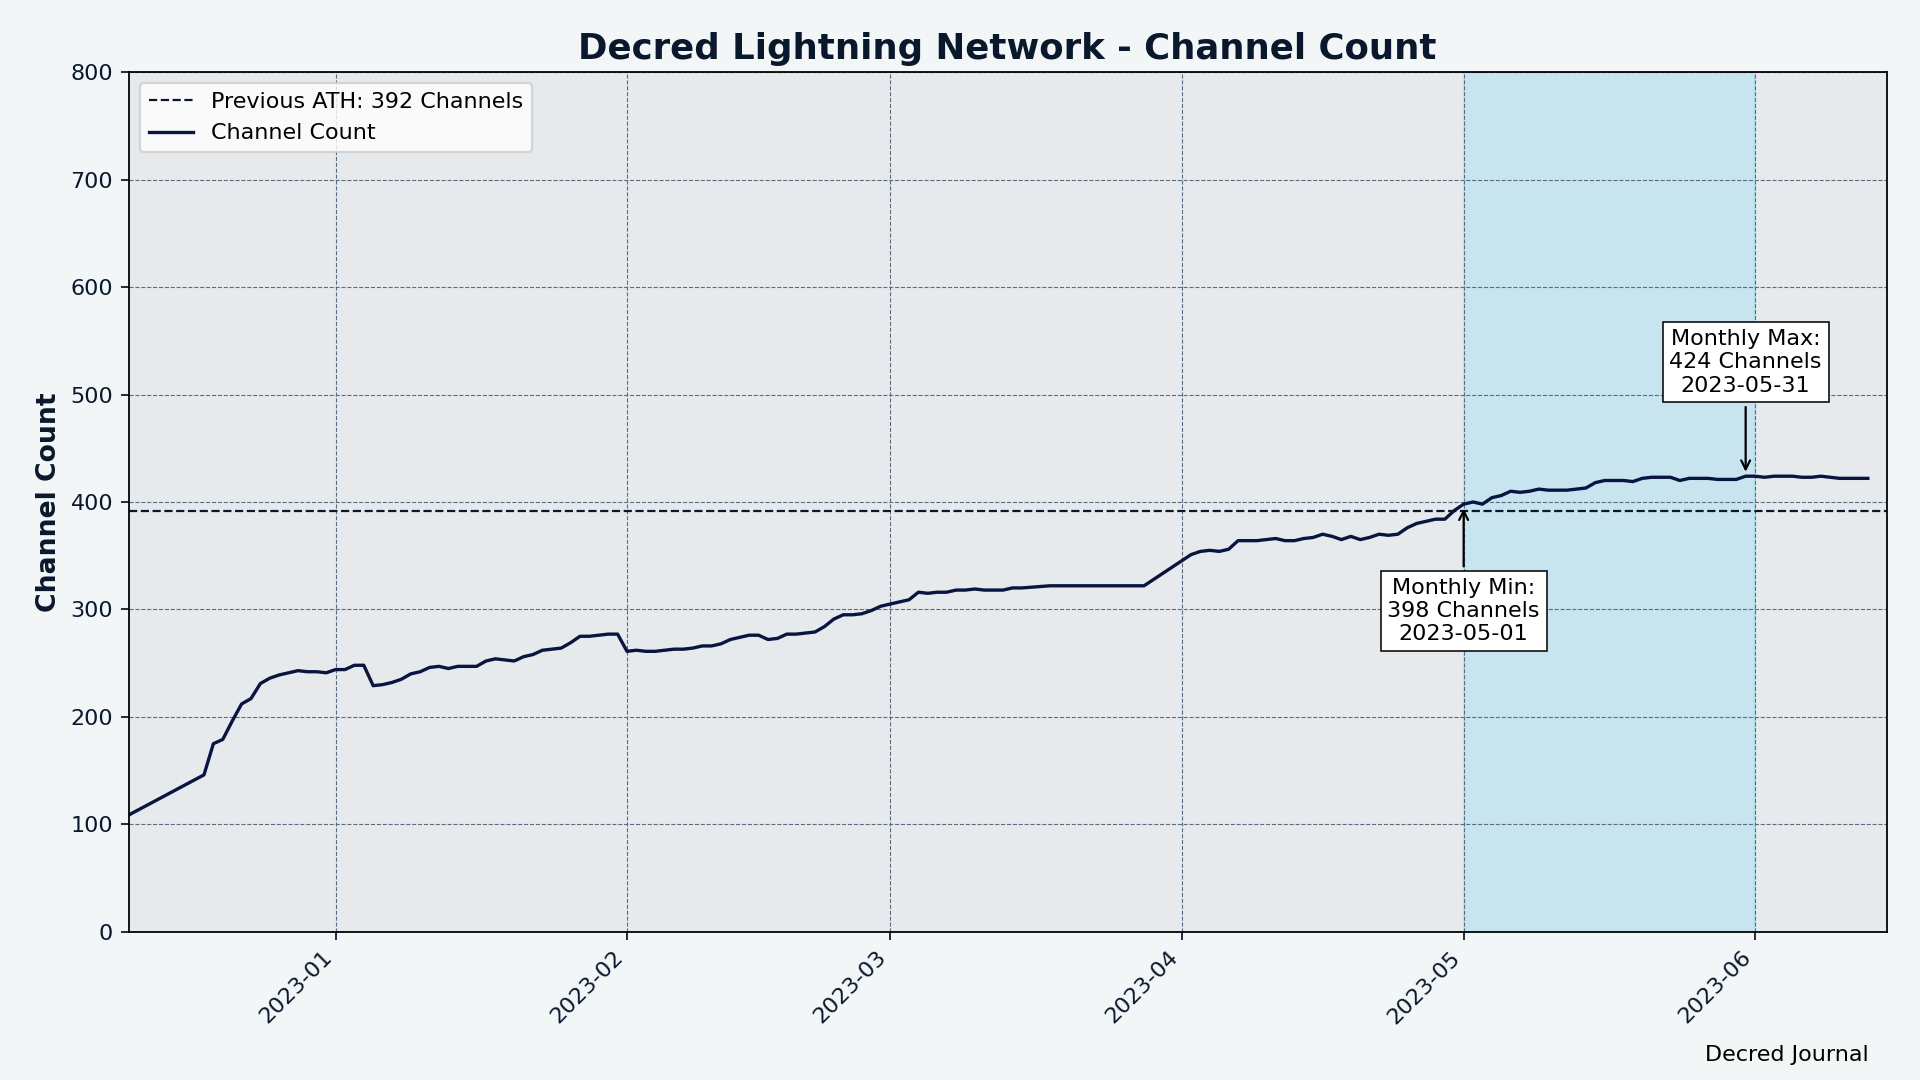 Decred Lightning Network - Channel Count
Previous ATH: 392 Channels
Channel Count
Channel Count
800
700
600
500
400
300
200
100
0
Monthly Max:
424 Channels
2023-05-31
Monthly Min:
398 Channels
2023-05-01
2023-01
2023-02
2023-03
2023-04
2023-05
2023-06
Decred Journal